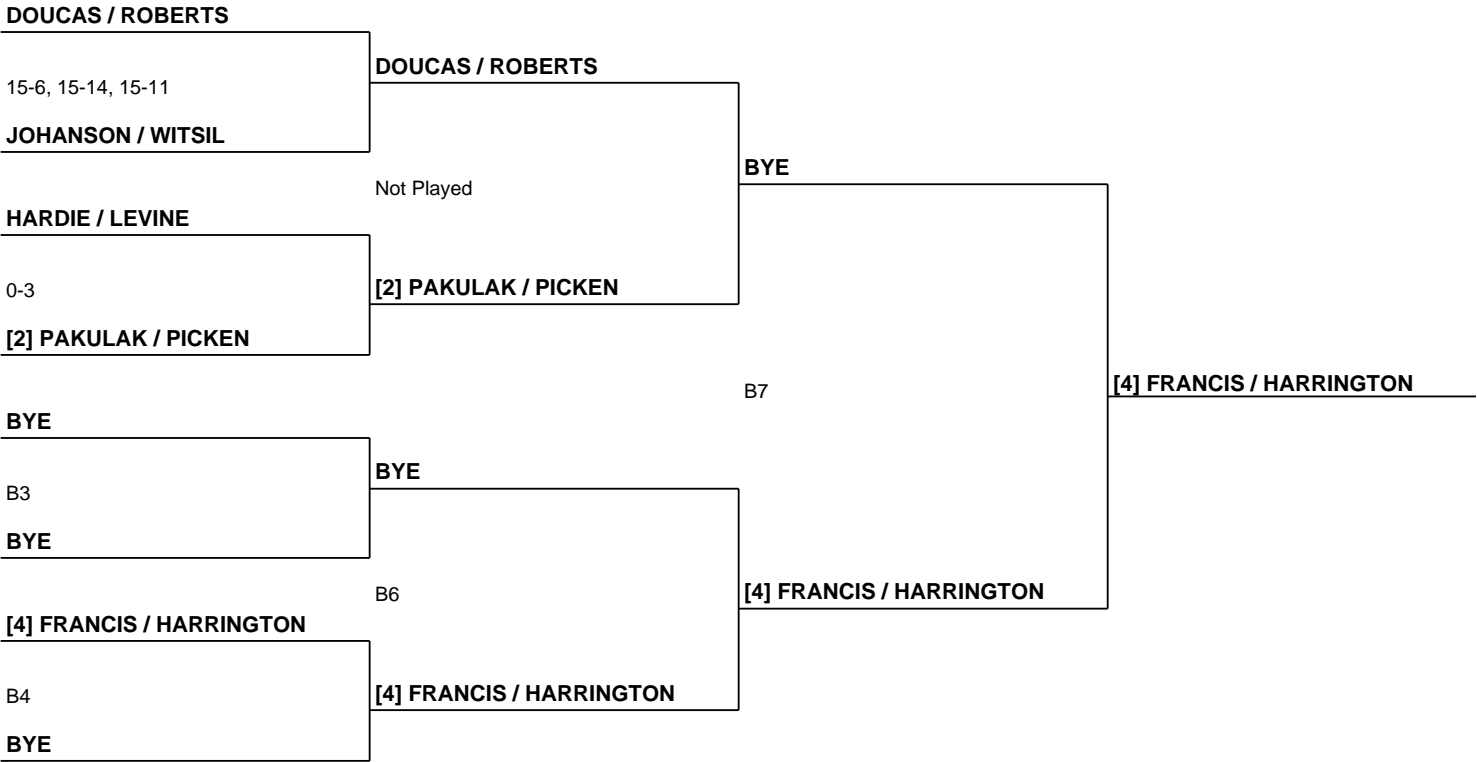 DOUCAS / ROBERTS
15-6, 15-14, 15-11
JOHANSON / WITSIL
HARDIE / LEVINE
0-3
[2] PAKULAK / PICKEN
BYE
B3
BYE
[4] FRANCIS / HARRINGTON
B4
BYE
DOUCAS / ROBERTS
Not Played
[2] PAKULAK / PICKEN
BYE
B6
[4] FRANCIS / HARRINGTON
BYE
B7
[4] FRANCIS / HARRINGTON
[4] FRANCIS / HARRINGTON